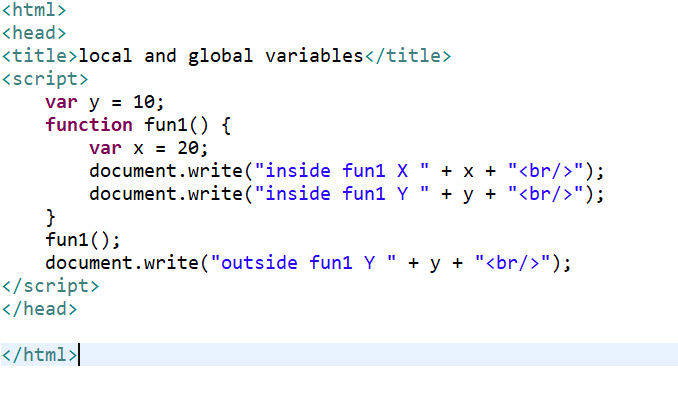 <html>
<head>
<title>local and global variables</title>
<script>
    var y = 10;
    function fun1() {
        var x = 20;
        document.write("inside fun1 X " + x + "<br/>");
        document.write("inside fun1 Y " + y + "<br/>");
    }
    fun1();
    document.write("outside fun1 Y " + y + "<br/>");
</script>
</head>

</html>